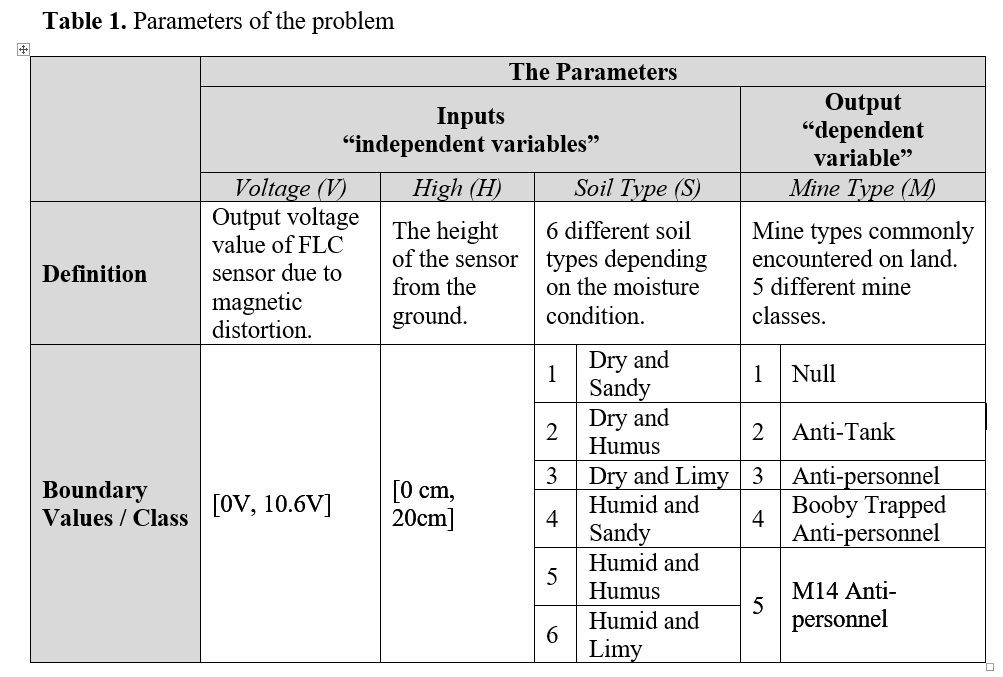 Table 1. Parameters of the problem
The Parameters
Inputs
“independent variables”
Output
“dependent
variable”
Voltage (V)
High (H)
Soil Type (S)
Mine Type (M)
Definition
Output voltage
value of FLC
sensor due to
magnetic
distortion.
The height
of the sensor
from the
ground.
6 different soil
types depending
on the moisture
condition.
Mine types commonly
encountered on land.
5 different mine
classes.
Boundary
Values / Class
[0V, 10.6V]
[0 cm,
20cm]
1
Dry and
Sandy
2
Dry and
Humus
3
Dry and Limy
4
Humid and
Sandy
5
Humid and
Humus
6
Humid and
Limy
1
Null
2
Anti-Tank
3
Anti-personnel
4
Booby Trapped
Anti-personnel
5
M14 Anti-
personnel